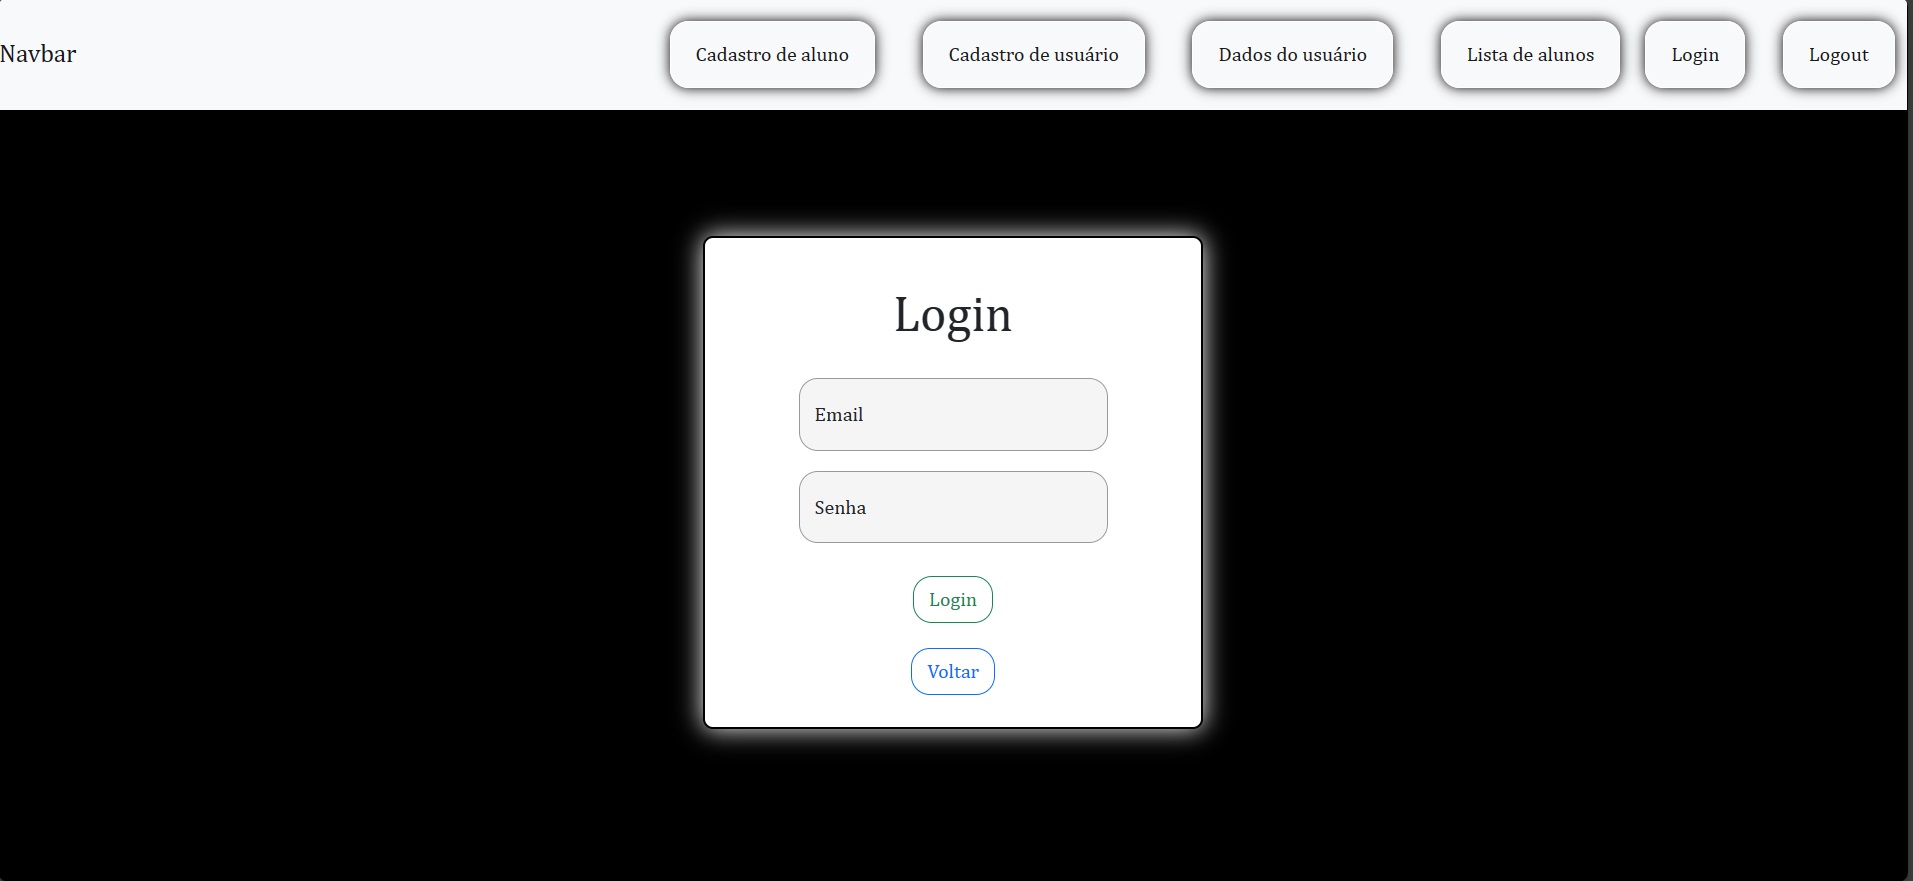 Navbar Cadastro de aluno Cadastro de usuário Dados do usuário Lista de alunos Login Logout
Login
Email
Senha
Login
Voltar